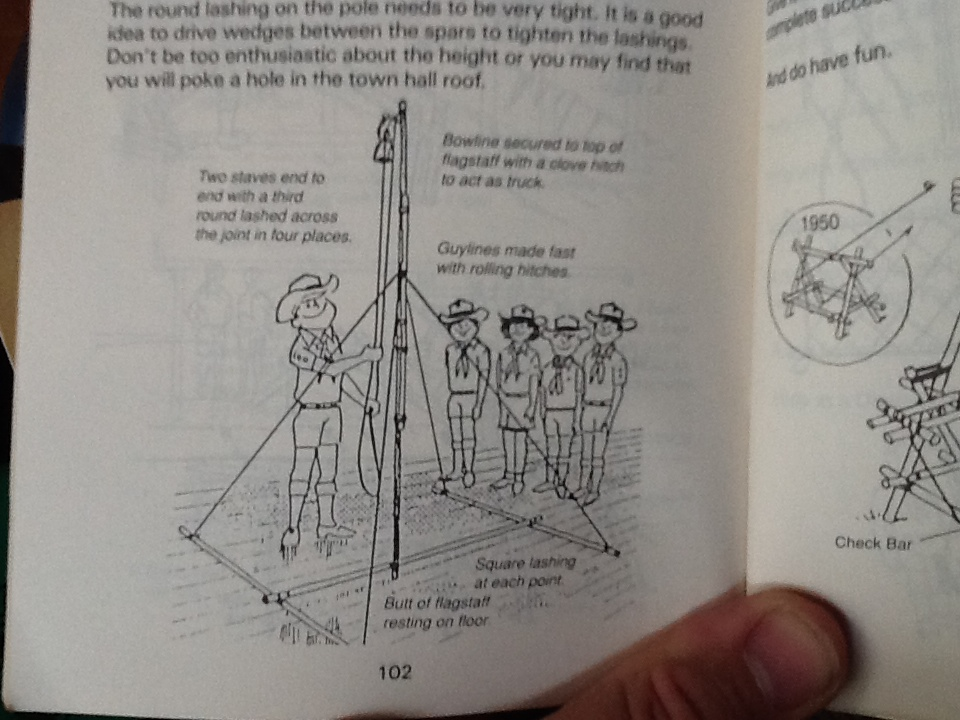 The round lashing on the pole needs to be very tight. It is a good
idea to drive wedges between the spars to tighten the lashings.
Don't be too enthusiastic about the height or you may find that
you will poke a hole in the town hall roof.
Two staves end to
end with a third
round lashed across
the joint in four places.
Bowline secured to top of
flagstaff with a clove hitch
to act as truck.
Guylines made fast
with rolling hitches.
Square lashing
at each point.
Butt of flagstaff
resting on floor
102
complete
And do have fun.
1950
Check Bar